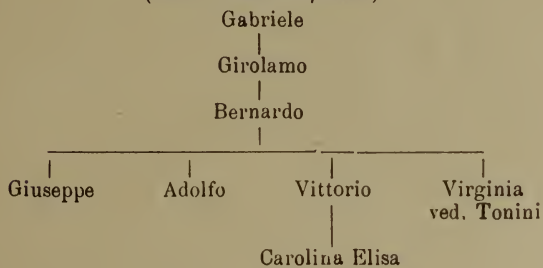 Gabriele
Girolamo
Bernardo
Giuseppe Adolfo Vittorio Virginia
ved. Tonini
Carolina Elisa